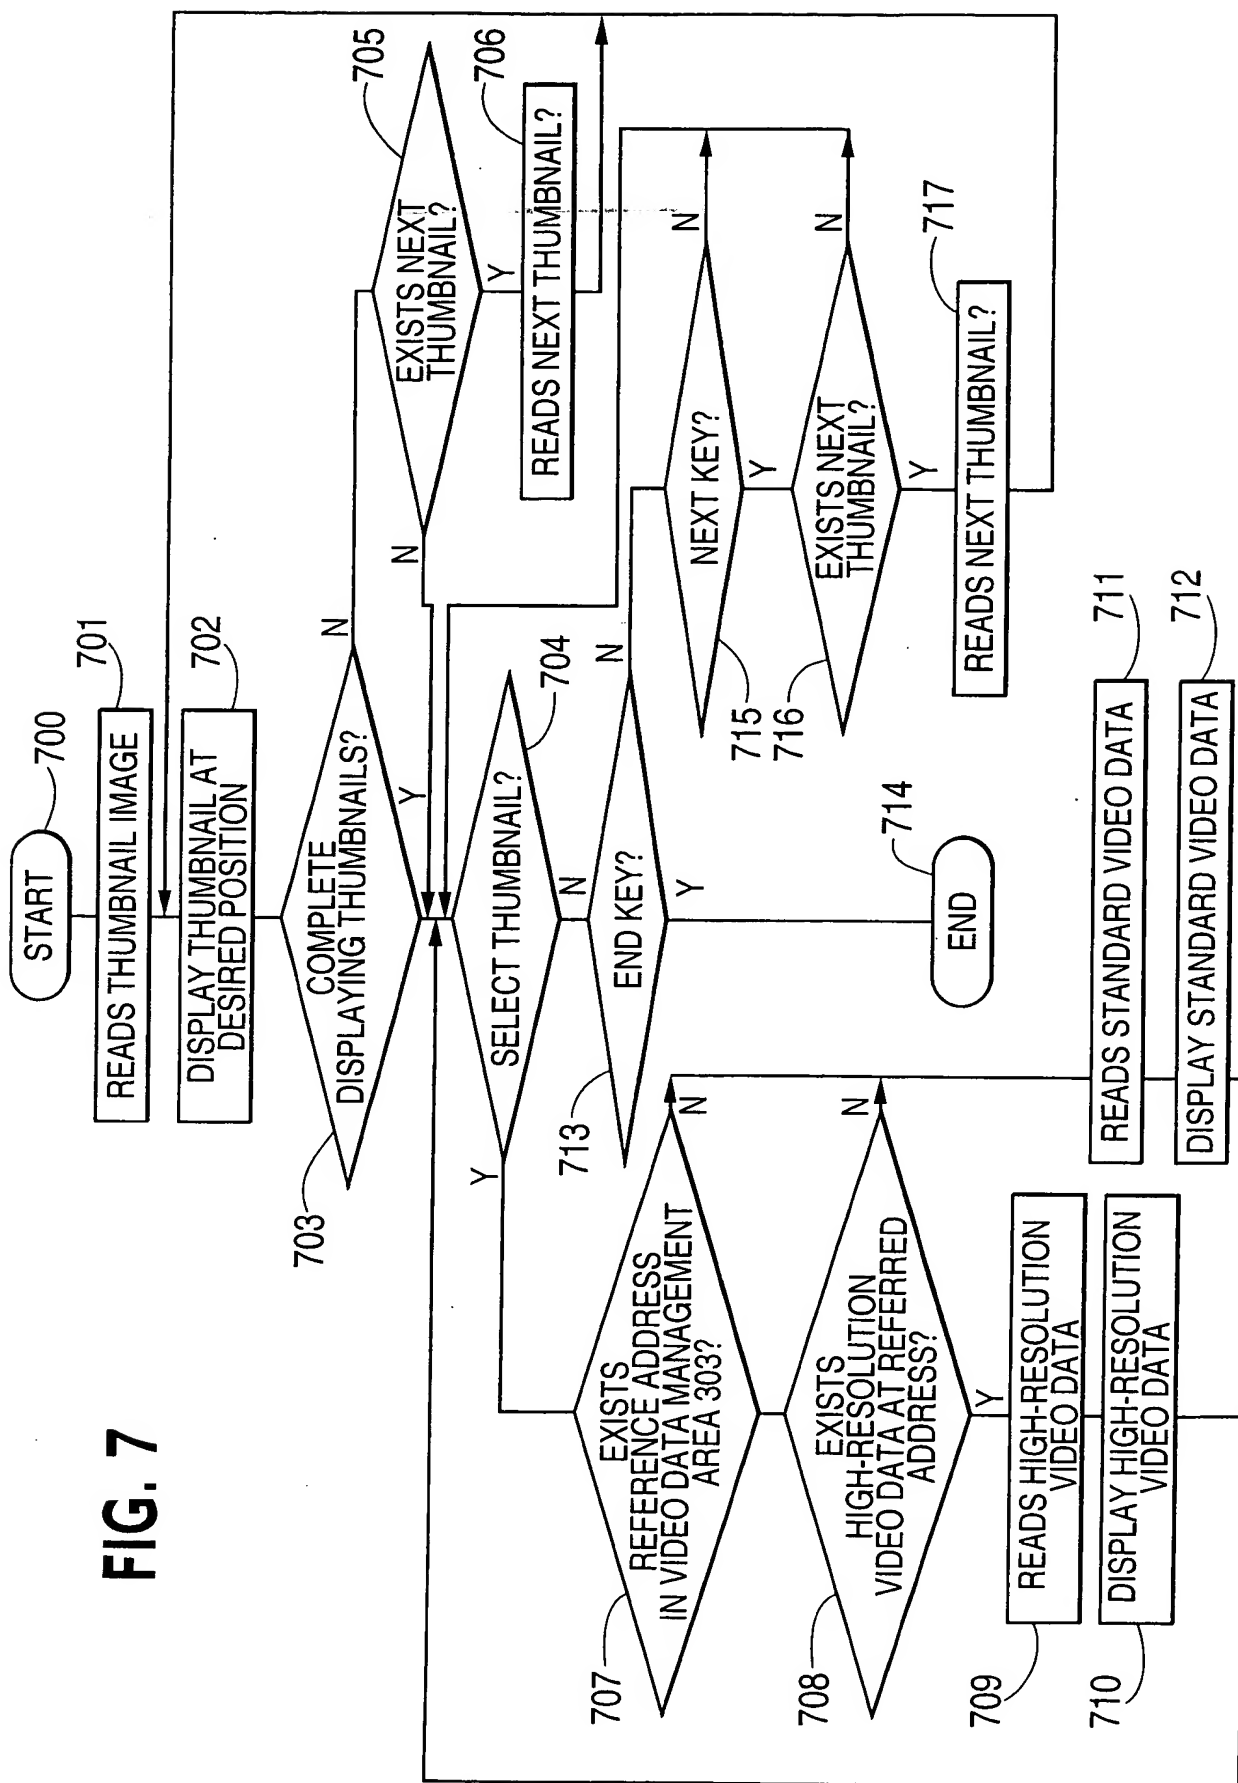 FIG. 7
START
700
READS THUMBNAIL IMAGE
701
DISPLAY THUMBNAIL AT
DESIRED POSITION
702
COMPLETE
DISPLAYING THUMBNAILS?
703
N
Y
EXISTS NEXT
THUMBNAIL?
705
N
Y
READS NEXT THUMBNAIL?
706
SELECT THUMBNAIL?
704
Y
N
END KEY?
713
N
Y
NEXT KEY?
715
N
Y
EXISTS NEXT
THUMBNAIL?
716
N
Y
READS NEXT THUMBNAIL?
717
END
714
EXISTS
REFERENCE ADDRESS
IN VIDEO DATA MANAGEMENT
AREA 303?
707
N
EXISTS
HIGH-RESOLUTION
VIDEO DATA AT REFERRED
ADDRESS?
708
N
Y
READS HIGH-RESOLUTION
VIDEO DATA
709
DISPLAY HIGH-RESOLUTION
VIDEO DATA
710
READS STANDARD VIDEO DATA
711
DISPLAY STANDARD VIDEO DATA
712